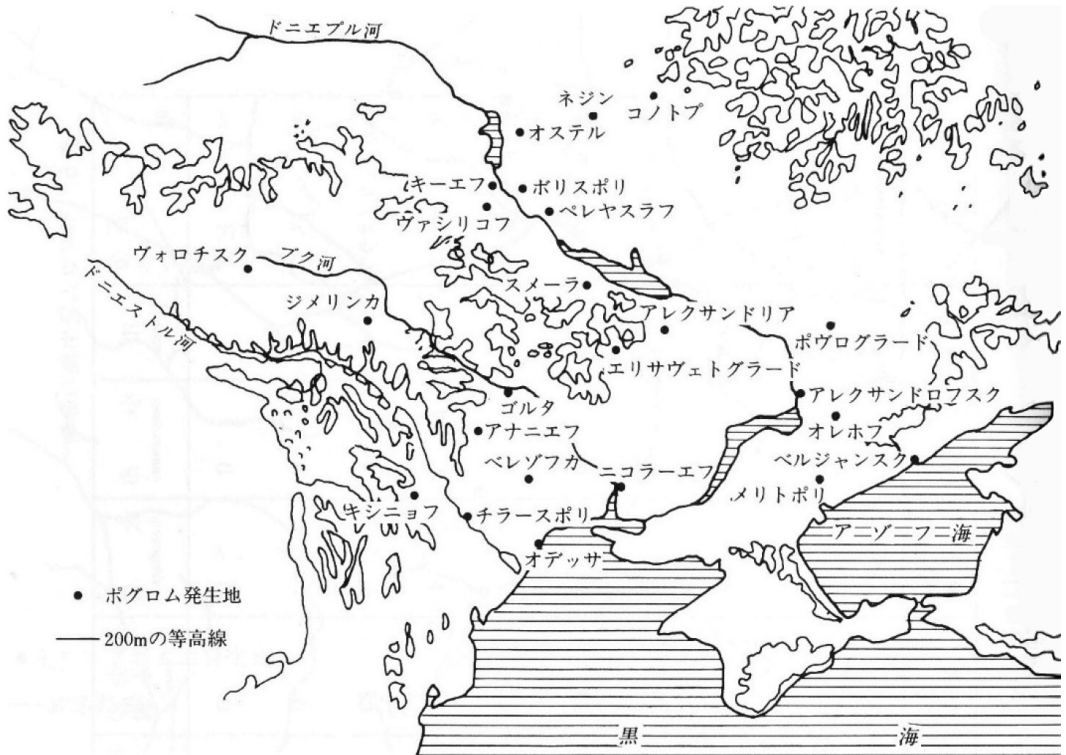 ドニエプル河
ネジン
コノトプ
オステル
キーエフ
ボリスポリ
ペレヤスラフ
ヴァシリコフ
ヴォロチスク
ブク河
スメーラ
ドニエストル河
ジメリンカ
アレクサンドリア
ポヴログラード
エリサヴェトグラード
ゴルタ
アレクサンドロフスク
オレホフ
アナニエフ
ベレゾフカ
ニコラーエフ
ベルジャンスク
メリトポリ
キシニョフ
チラースポリ
アゾフ海
オデッサ
● ポグロム発生地
── 200mの等高線
黒海